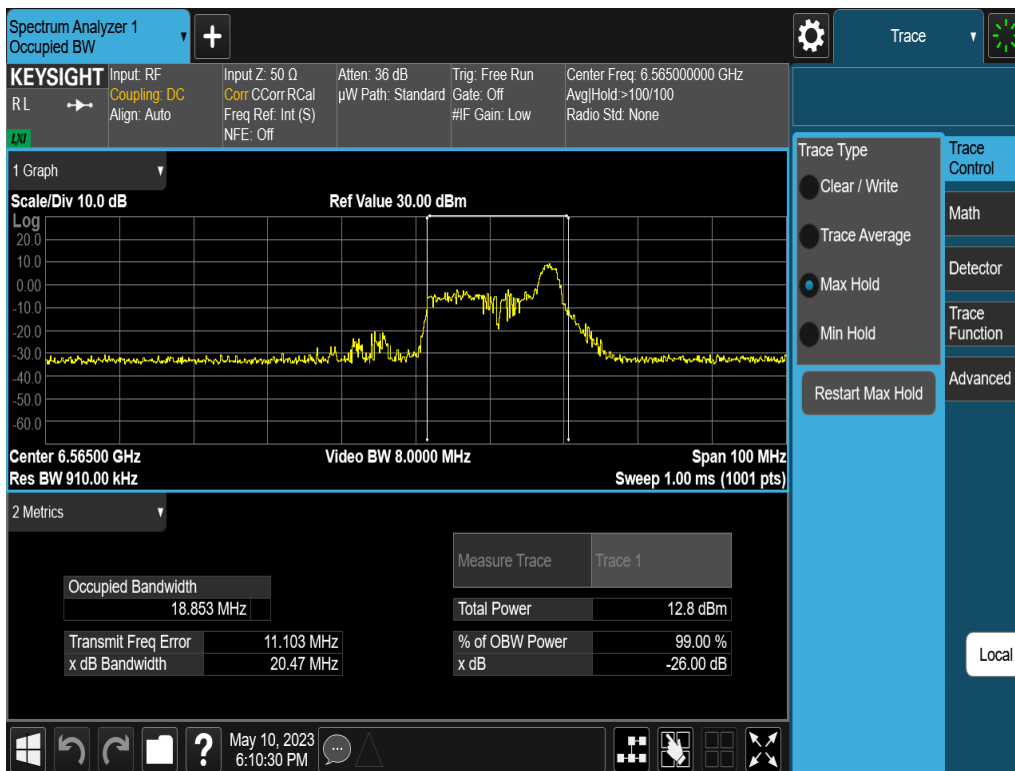 Spectrum Analyzer 1
Occupied BW
+
Trace
KEYSIGHT
RL
LXI
Input: RF
Coupling: DC
Align: Auto
Input Z: 50 Ω
Corr CCorr RCal
Freq Ref: Int (S)
NFE: Off
Atten: 36 dB
µW Path: Standard
Trig: Free Run
Gate: Off
#IF Gain: Low
Center Freq: 6.565000000 GHz
Avg|Hold:>100/100
Radio Std: None
1 Graph
Scale/Div 10.0 dB
Ref Value 30.00 dBm
Log
20.0
10.0
0.00
-10.0
-20.0
-30.0
-40.0
-50.0
-60.0
Center 6.56500 GHz
Video BW 8.0000 MHz
Span 100 MHz
Res BW 910.00 kHz
Sweep 1.00 ms (1001 pts)
2 Metrics
Measure Trace
Trace 1
Occupied Bandwidth
18.853 MHz
Total Power
12.8 dBm
Transmit Freq Error
11.103 MHz
% of OBW Power
99.00 %
x dB Bandwidth
20.47 MHz
x dB
-26.00 dB
Trace Type
Clear / Write
Trace Average
Max Hold
Min Hold
Restart Max Hold
Trace
Control
Math
Detector
Trace
Function
Advanced
Local
?
May 10, 2023
6:10:30 PM